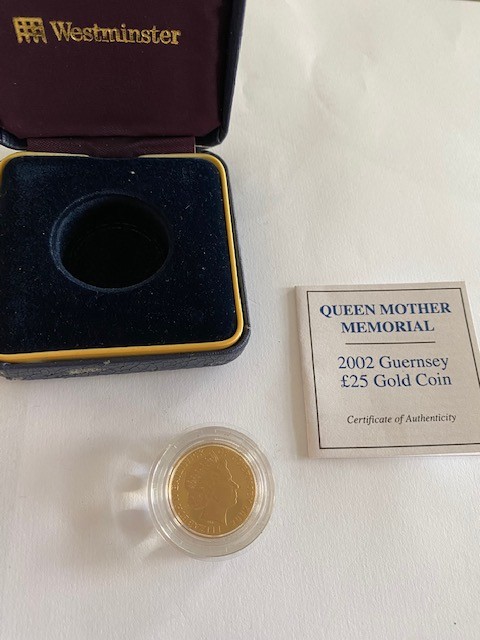 Westminster
QUEEN MOTHER
MEMORIAL
2002 Guernsey
£25 Gold Coin
Certificate of Authenticity